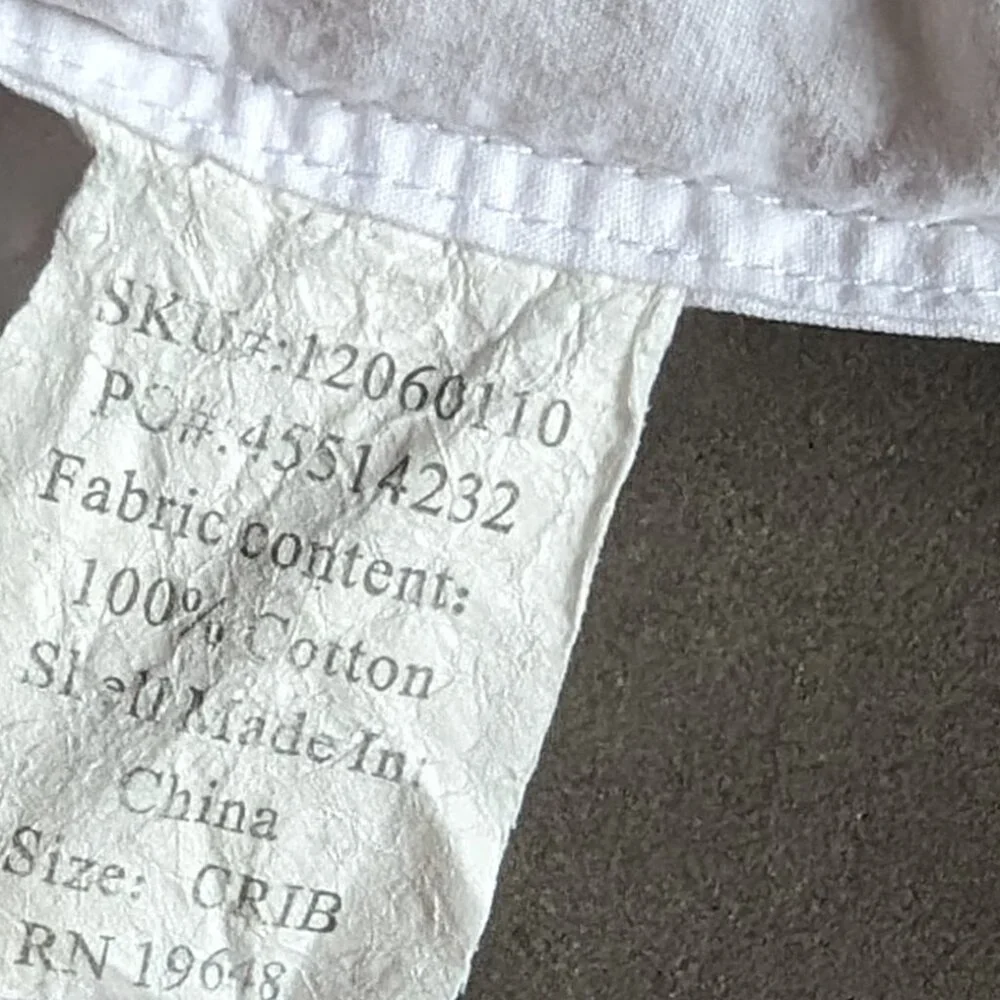 SKU#:12060110
PO#:45514232
Fabric content:
100% Cotton
Shell Made In:
China
Size: CRIB
RN 19648